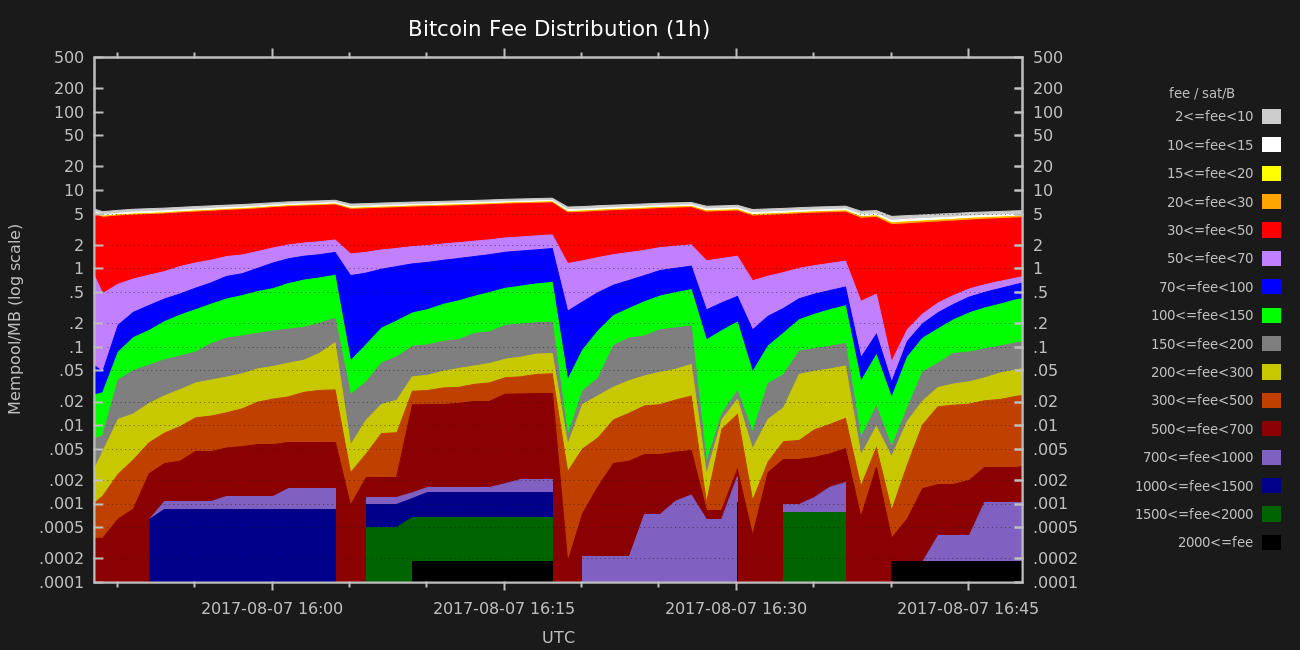 Bitcoin Fee Distribution (1h)
500 500
200 200
100 100
50 50
20 20
10 10
5 5
2 2
1 1
.5 .5
.2 .2
.1 .1
.05 .05
.02 .02
.01 .01
.005 .005
.002 .002
.001 .001
.0005 .0005
.0002 .0002
.0001 .0001
Mempool/MB (log scale)
2017-08-07 16:00 2017-08-07 16:15 2017-08-07 16:30 2017-08-07 16:45
UTC
fee / sat/B
2<=fee<10
10<=fee<15
15<=fee<20
20<=fee<30
30<=fee<50
50<=fee<70
70<=fee<100
100<=fee<150
150<=fee<200
200<=fee<300
300<=fee<500
500<=fee<700
700<=fee<1000
1000<=fee<1500
1500<=fee<2000
2000<=fee